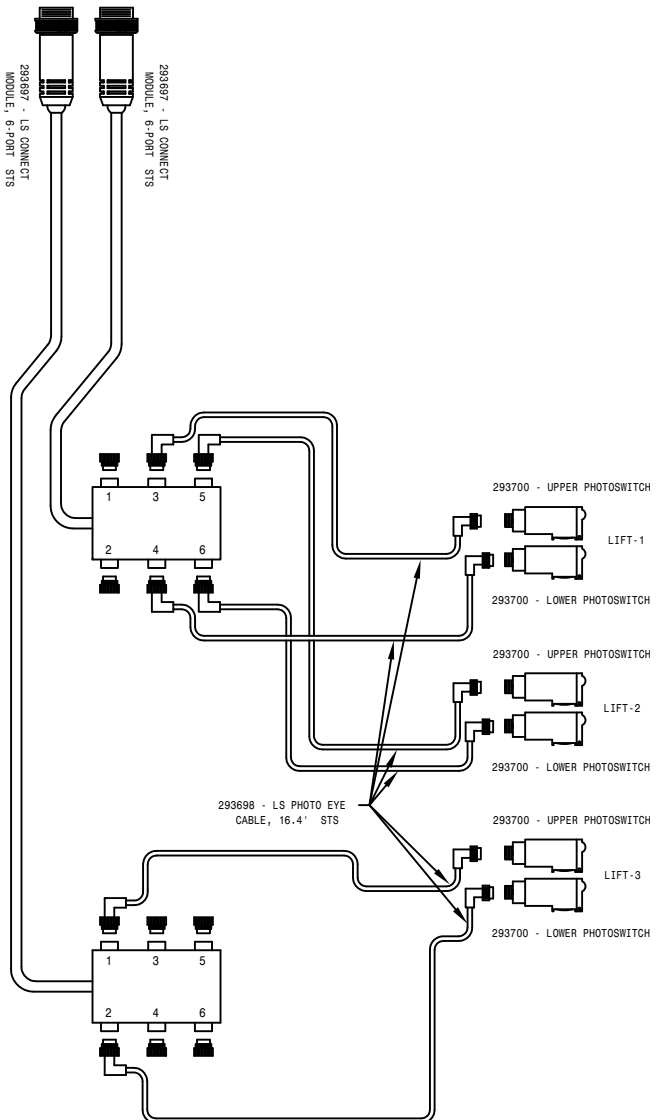 293697 - LS CONNECT
MODULE, 6-PORT STS
293697 - LS CONNECT
MODULE, 6-PORT STS
1
3
5
2
4
6
293700 - UPPER PHOTOSWITCH
LIFT-1
293700 - LOWER PHOTOSWITCH
293700 - UPPER PHOTOSWITCH
LIFT-2
293700 - LOWER PHOTOSWITCH
293698 - LS PHOTO EYE
CABLE, 16.4' STS
293700 - UPPER PHOTOSWITCH
LIFT-3
293700 - LOWER PHOTOSWITCH
1
3
5
2
4
6